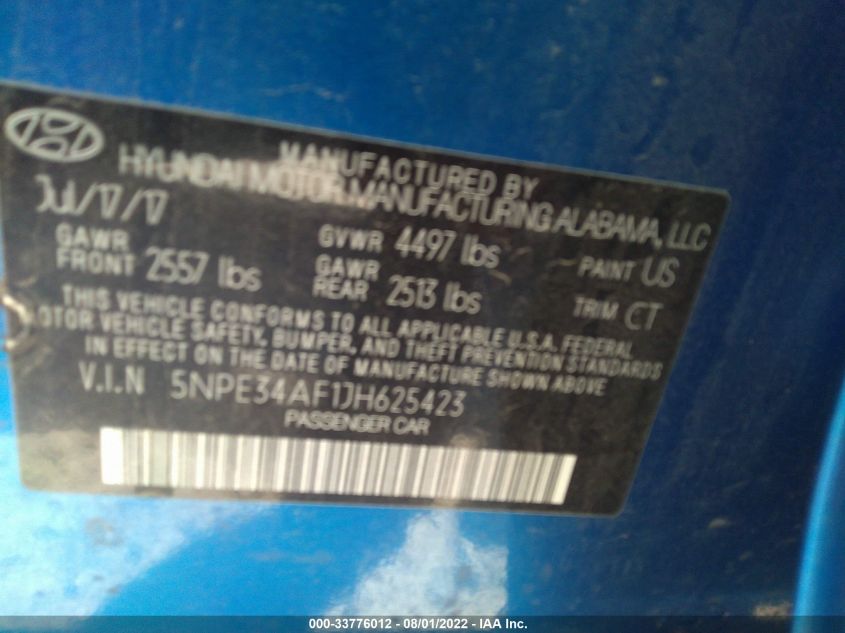 MANUFACTURED BY
HYUNDAI MOTOR MANUFACTURING ALABAMA, LLC
Jul/17/17
GAWR FRONT 2557 lbs
GVWR 4497 lbs
GAWR REAR 2513 lbs
PAINT US
TRIM CT
THIS VEHICLE CONFORMS TO ALL APPLICABLE U.S.A. FEDERAL
MOTOR VEHICLE SAFETY, BUMPER, AND THEFT PREVENTION STANDARDS
IN EFFECT ON THE DATE OF MANUFACTURE SHOWN ABOVE
V.I.N 5NPE34AF1JH625423
PASSENGER CAR
000-33776012 - 08/01/2022 - IAA Inc.